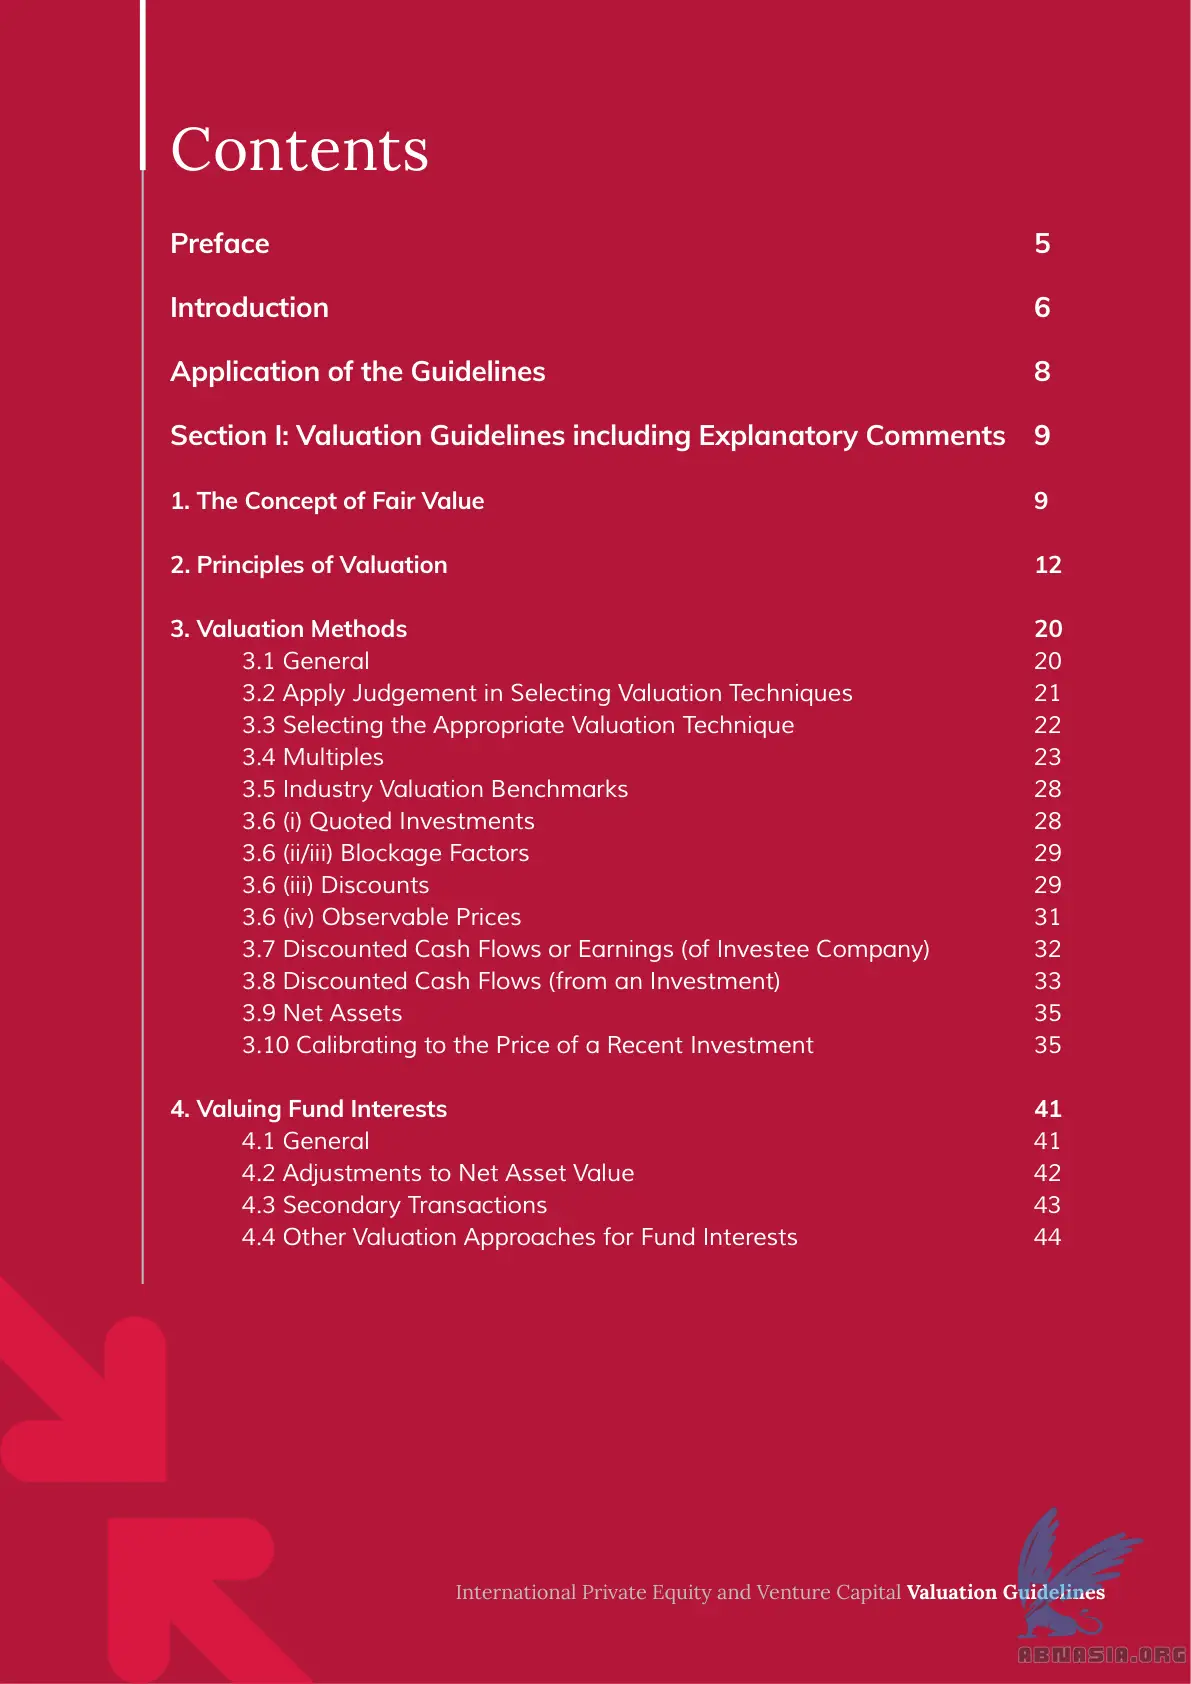 Contents
Preface 5
Introduction 6
Application of the Guidelines 8
Section I: Valuation Guidelines including Explanatory Comments 9
1. The Concept of Fair Value 9
2. Principles of Valuation 12
3. Valuation Methods 20
3.1 General 20
3.2 Apply Judgement in Selecting Valuation Techniques 21
3.3 Selecting the Appropriate Valuation Technique 22
3.4 Multiples 23
3.5 Industry Valuation Benchmarks 28
3.6 (i) Quoted Investments 28
3.6 (ii/iii) Blockage Factors 29
3.6 (iii) Discounts 29
3.6 (iv) Observable Prices 31
3.7 Discounted Cash Flows or Earnings (of Investee Company) 32
3.8 Discounted Cash Flows (from an Investment) 33
3.9 Net Assets 35
3.10 Calibrating to the Price of a Recent Investment 35
4. Valuing Fund Interests 41
4.1 General 41
4.2 Adjustments to Net Asset Value 42
4.3 Secondary Transactions 43
4.4 Other Valuation Approaches for Fund Interests 44
International Private Equity and Venture Capital Valuation Guidelines
ABNASIA.ORG